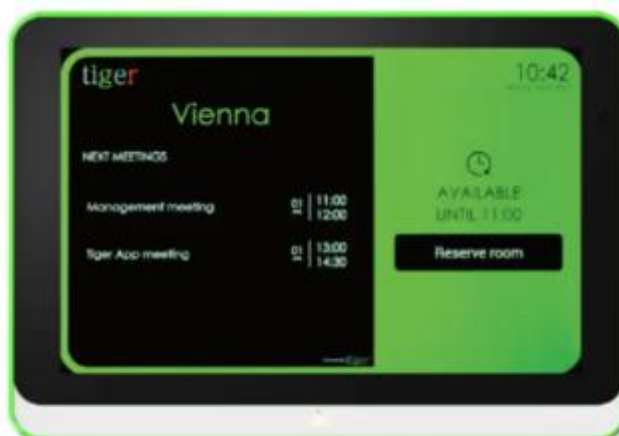 tiger
Vienna
NEXT MEETINGS
Management meeting
11:00
12:00
Tiger App meeting
13:00
14:30
10:42
AVAILABLE
UNTIL 11:00
Reserve room